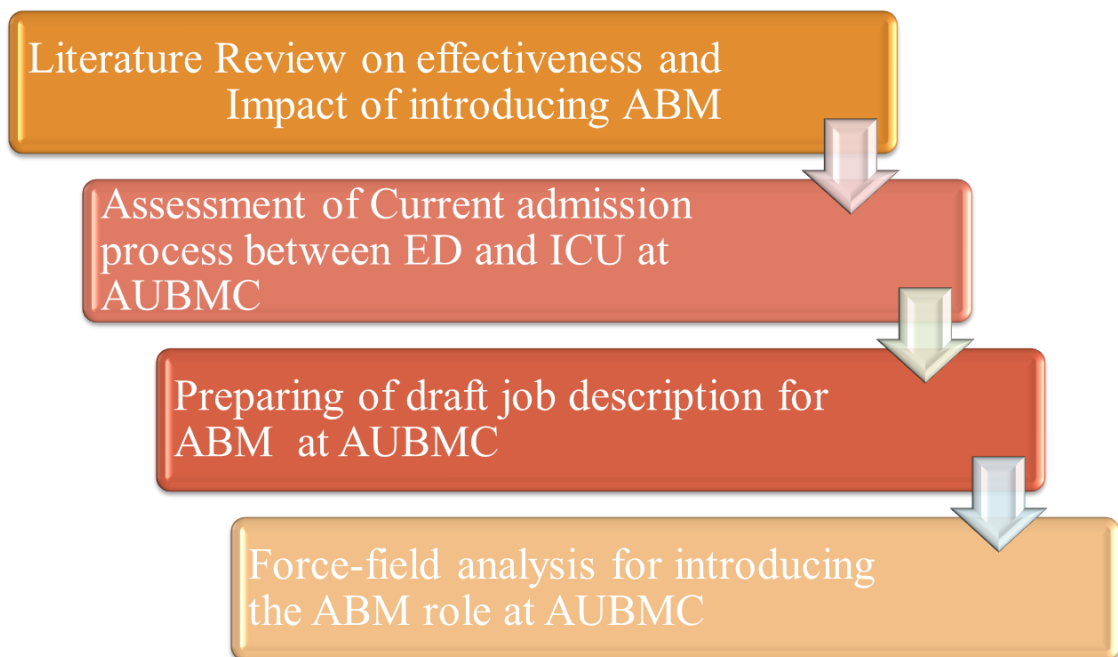 Literature Review on effectiveness and
Impact of introducing ABM
Assessment of Current admission
process between ED and ICU at
AUBMC
Preparing of draft job description for
ABM at AUBMC
Force-field analysis for introducing
the ABM role at AUBMC